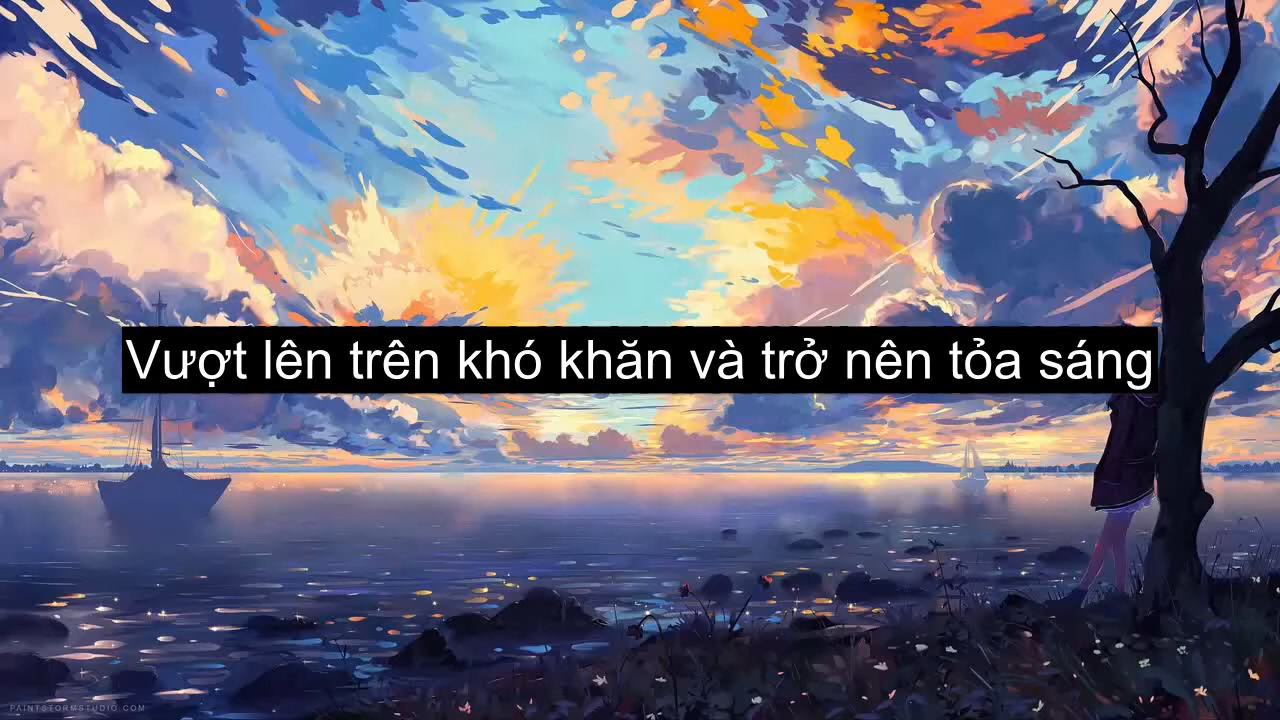 Vượt lên trên khó khăn và trở nên tỏa sáng
PAINTSTORMSTUDIO.COM